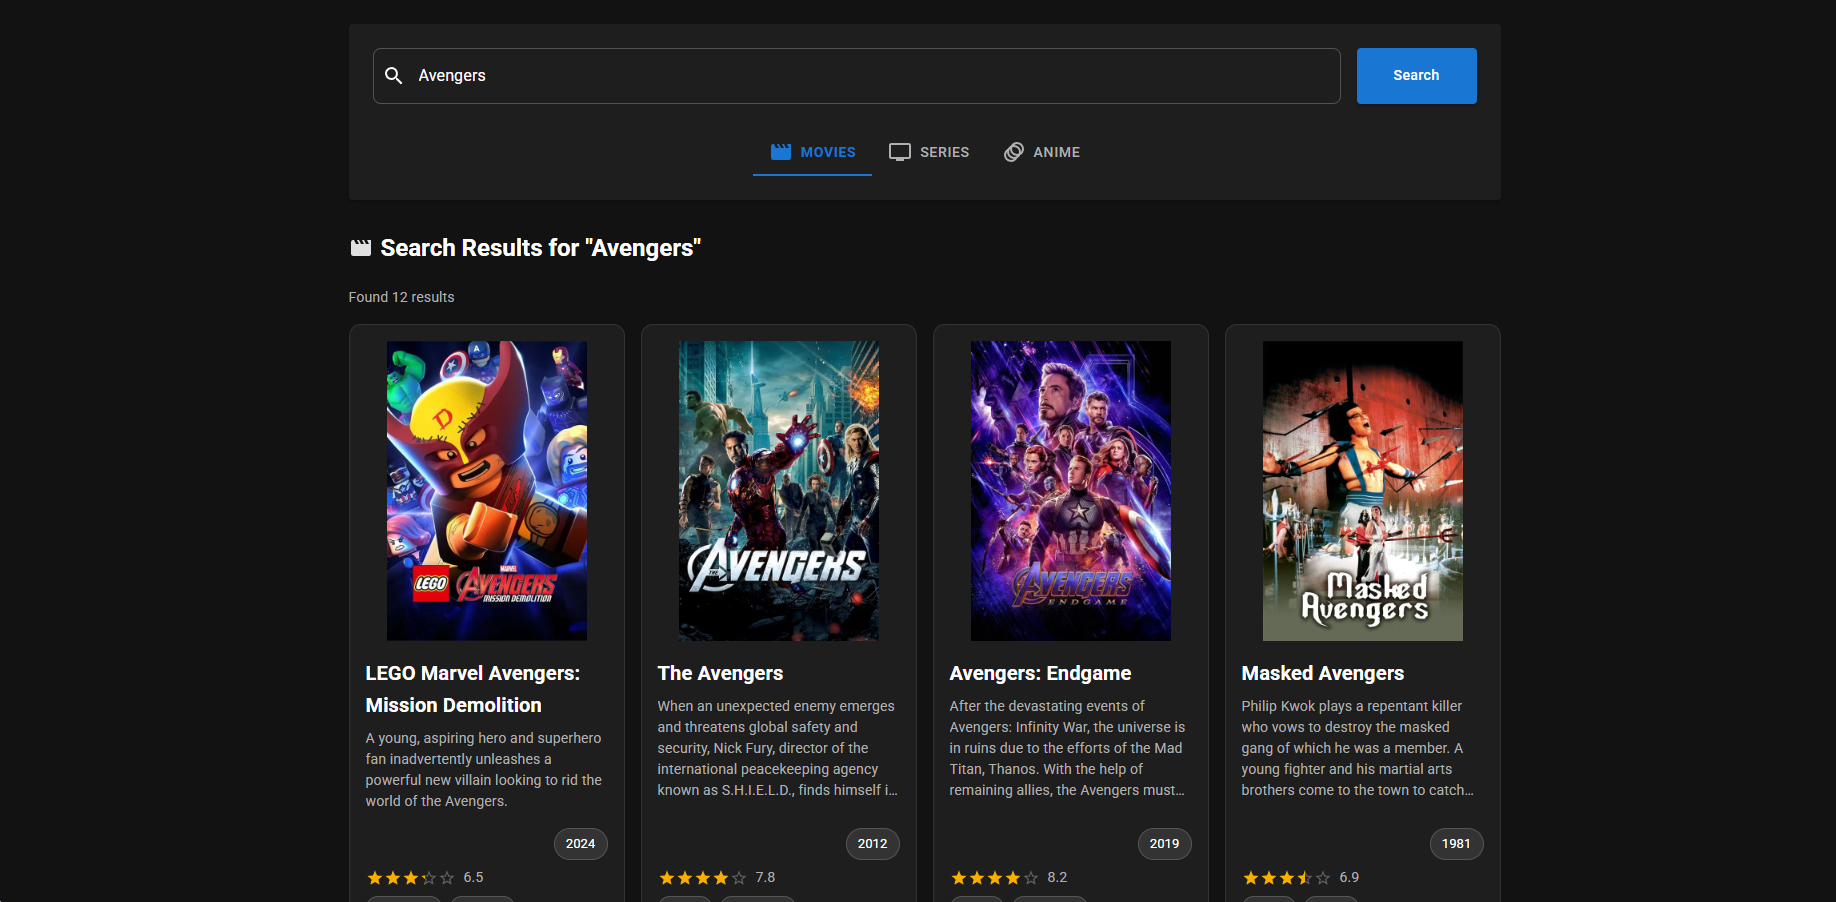 Avengers
Search
MOVIES
SERIES
ANIME
Search Results for "Avengers"
Found 12 results
D
A
LEGO
MARVEL
AVENGERS
MISSION DEMOLITION
THE
AVENGERS
AVENGERS
ENDGAME
Masked
Avengers
LEGO Marvel Avengers:
Mission Demolition
A young, aspiring hero and superhero
fan inadvertently unleashes a
powerful new villain looking to rid the
world of the Avengers.
2024
6.5
The Avengers
When an unexpected enemy emerges
and threatens global safety and
security, Nick Fury, director of the
international peacekeeping agency
known as S.H.I.E.L.D., finds himself i...
2012
7.8
Avengers: Endgame
After the devastating events of
Avengers: Infinity War, the universe is
in ruins due to the efforts of the Mad
Titan, Thanos. With the help of
remaining allies, the Avengers must...
2019
8.2
Masked Avengers
Philip Kwok plays a repentant killer
who vows to destroy the masked
gang of which he was a member. A
young fighter and his martial arts
brothers come to the town to catch...
1981
6.9